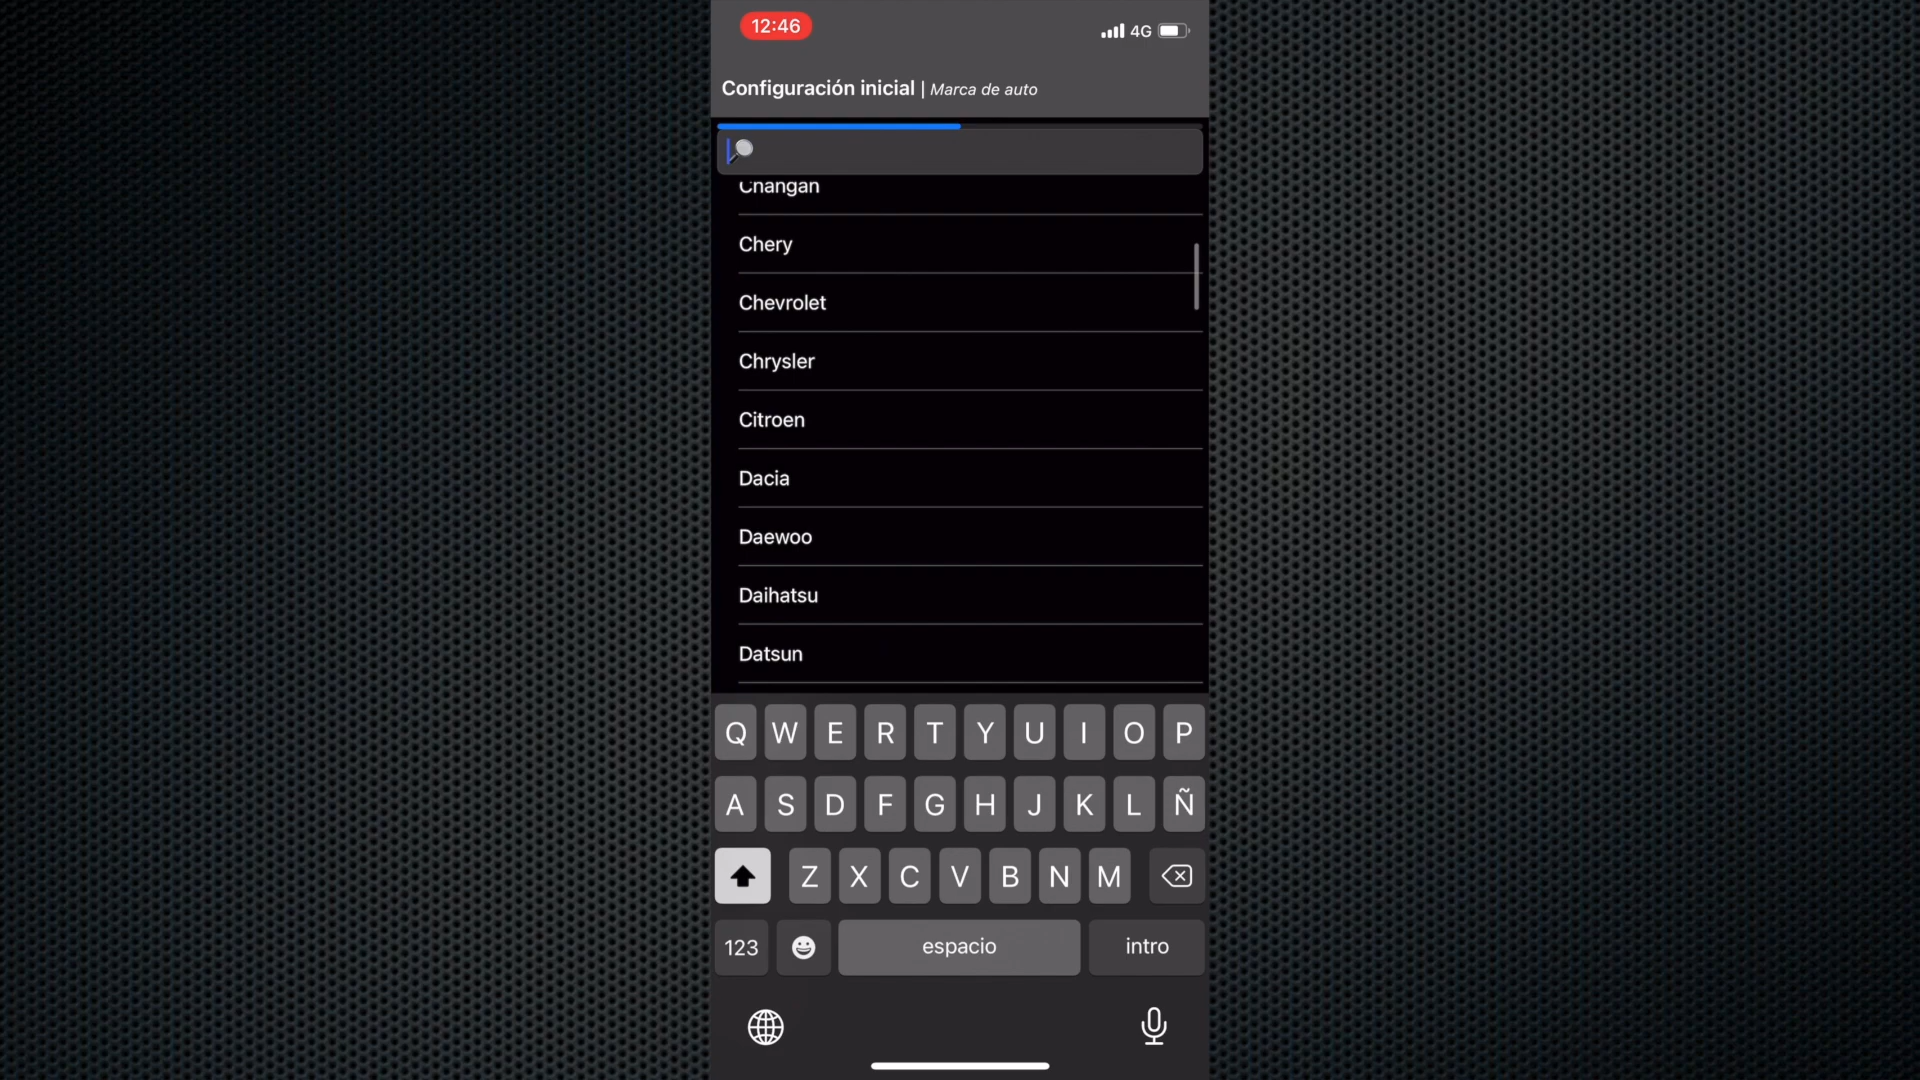 12:46
4G
Configuración inicial | Marca de auto
Changan
Chery
Chevrolet
Chrysler
Citroen
Dacia
Daewoo
Daihatsu
Datsun
Q W E R T Y U I O P
A S D F G H J K L Ñ
Z X C V B N M
123 espacio intro